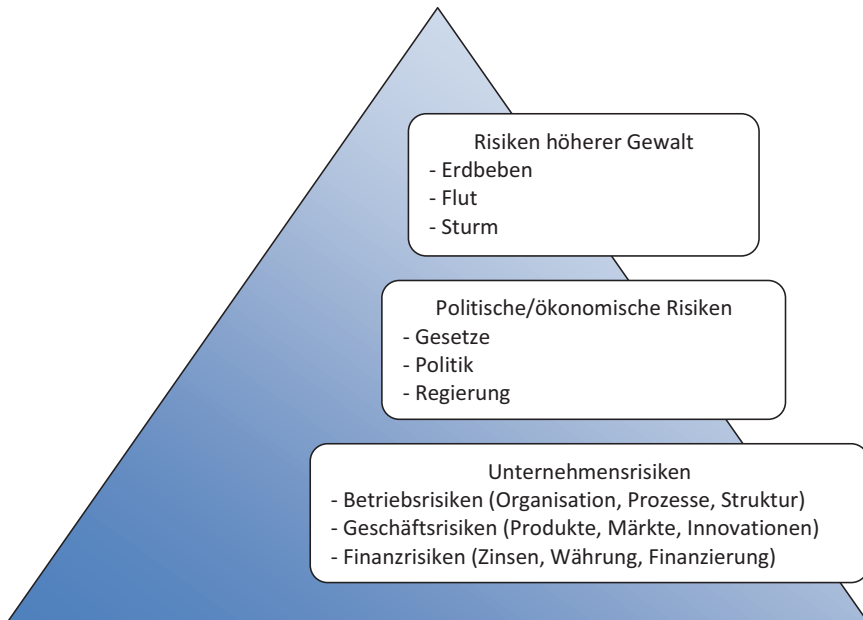 Risiken höherer Gewalt
- Erdbeben
- Flut
- Sturm
Politische/ökonomische Risiken
- Gesetze
- Politik
- Regierung
Unternehmensrisiken
- Betriebsrisiken (Organisation, Prozesse, Struktur)
- Geschäftsrisiken (Produkte, Märkte, Innovationen)
- Finanzrisiken (Zinsen, Währung, Finanzierung)